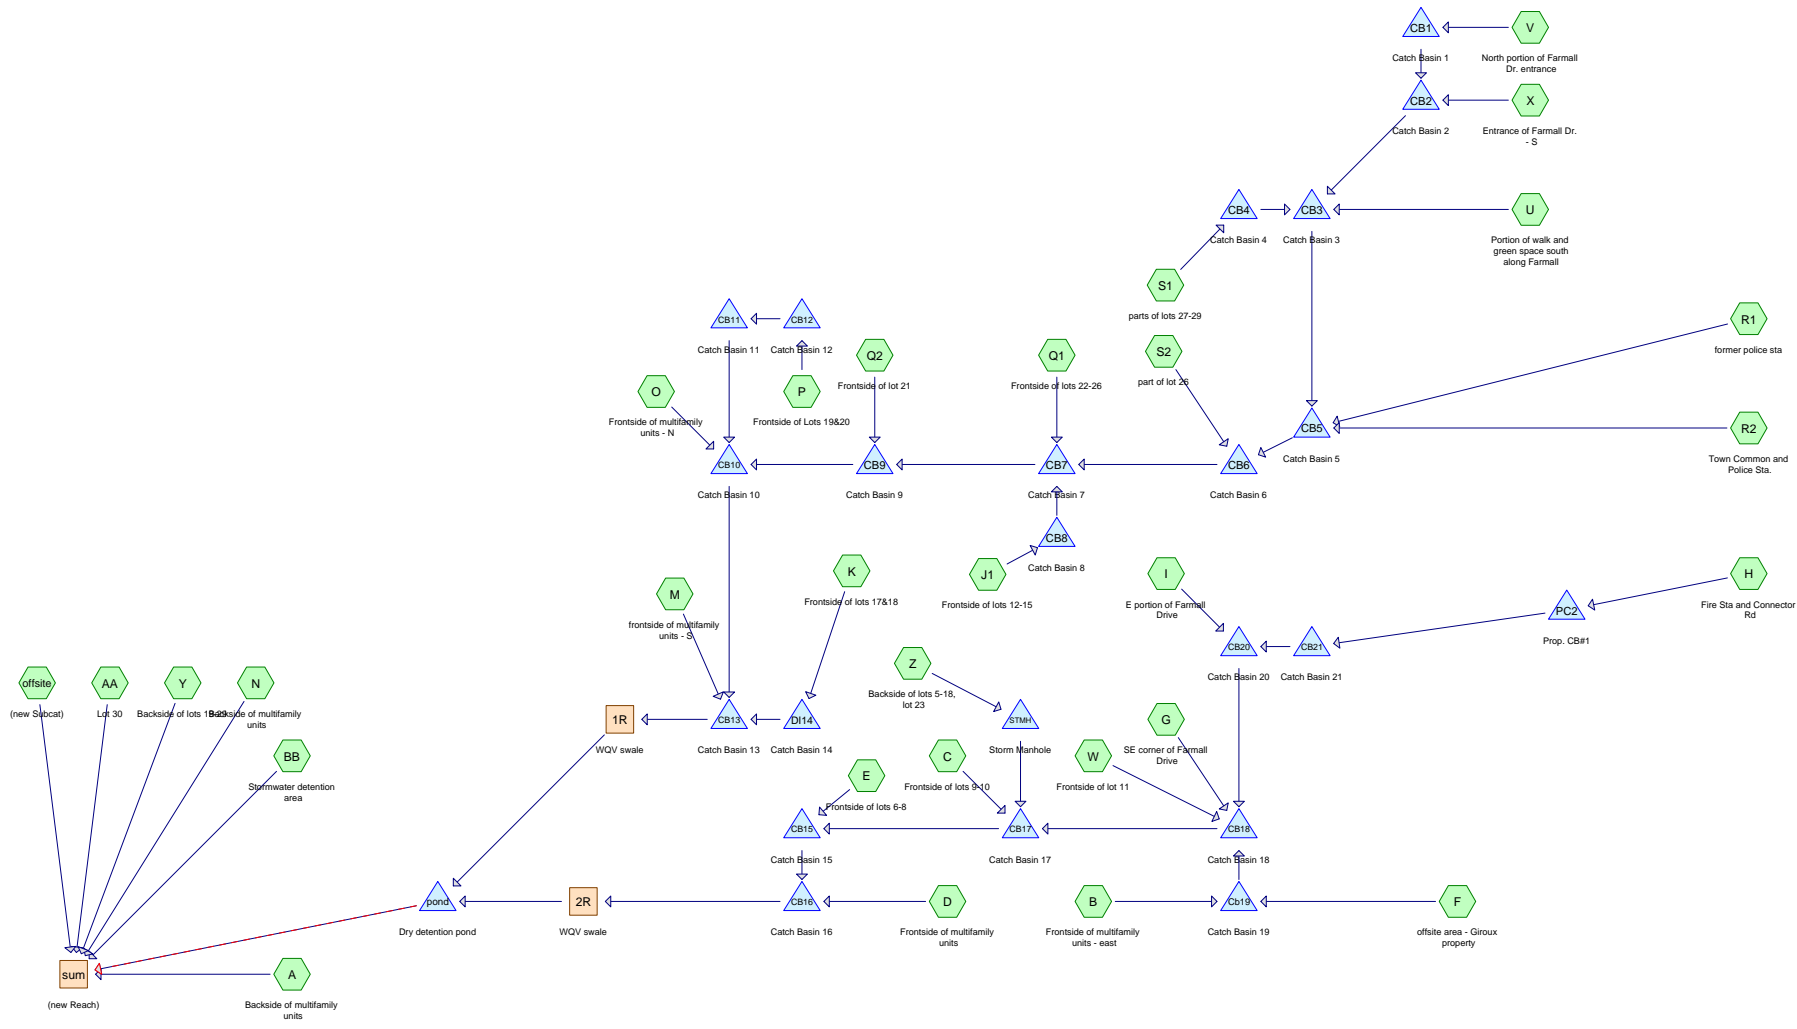 CB1
V
Catch Basin 1
North portion of Farmall
Dr. entrance
CB2
X
Catch Basin 2
Entrance of Farmall Dr.
- S
CB4
CB3
U
Catch Basin 4
Catch Basin 3
Portion of walk and
green space south
along Farmall
S1
parts of lots 27-29
CB11
CB12
R1
Catch Basin 11
Catch Basin 12
former police sta
Q2
Q1
S2
Frontside of lot 21
Frontside of lots 22-26
part of lot 26
O
P
Frontside of multifamily
units - N
Frontside of Lots 19&20
CB5
R2
Catch Basin 5
Town Common and
Police Sta.
CB10
CB9
CB7
CB6
Catch Basin 10
Catch Basin 9
Catch Basin 7
Catch Basin 6
CB8
Catch Basin 8
K
J1
I
H
Frontside of lots 17&18
Frontside of lots 12-15
E portion of Farmall
Drive
Fire Sta and Connector
Rd
M
frontside of multifamily
units - S
PC2
Prop. CB#1
CB20
CB21
Catch Basin 20
Catch Basin 21
Z
Backside of lots 5-18,
lot 23
offsite
AA
Y
N
(new Subcat)
Lot 30
Backside of lots 19-29
Backside of multifamily
units
1R
CB13
DI14
STMH
G
WQV swale
Catch Basin 13
Catch Basin 14
Storm Manhole
SE corner of Farmall
Drive
BB
Stormwater detention
area
E
C
W
Frontside of lots 6-8
Frontside of lots 9-10
Frontside of lot 11
CB15
CB17
CB18
Catch Basin 15
Catch Basin 17
Catch Basin 18
pond
2R
CB16
D
B
Cb19
F
Dry detention pond
WQV swale
Catch Basin 16
Frontside of multifamily
units
Frontside of multifamily
units - east
Catch Basin 19
offsite area - Giroux
property
sum
A
(new Reach)
Backside of multifamily
units